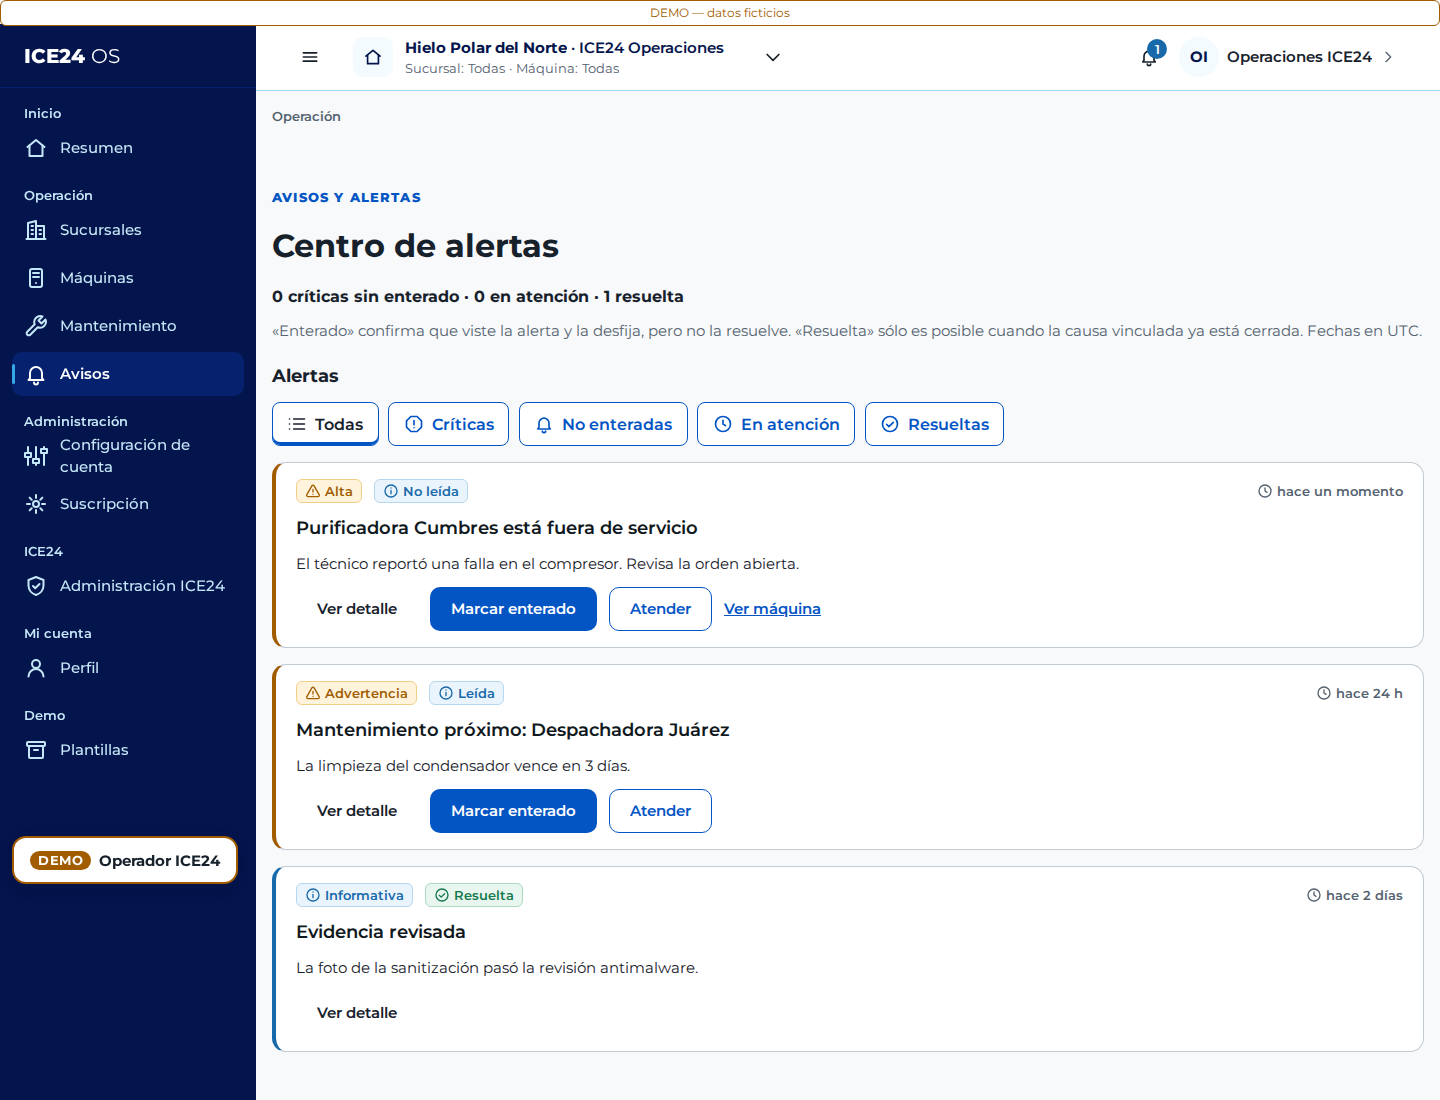 DEMO — datos ficticios
ICE24 OS
Inicio
Resumen
Operación
Sucursales
Máquinas
Mantenimiento
Avisos
Administración
Configuración de
cuenta
Suscripción
ICE24
Administración ICE24
Mi cuenta
Perfil
Demo
Plantillas
DEMO Operador ICE24
Hielo Polar del Norte · ICE24 Operaciones
Sucursal: Todas · Máquina: Todas
1
OI Operaciones ICE24
Operación
AVISOS Y ALERTAS
Centro de alertas
0 críticas sin enterado · 0 en atención · 1 resuelta
«Enterado» confirma que viste la alerta y la desfija, pero no la resuelve. «Resuelta» sólo es posible cuando la causa vinculada ya está cerrada. Fechas en UTC.
Alertas
Todas Críticas No enteradas En atención Resueltas
Alta No leída hace un momento
Purificadora Cumbres está fuera de servicio
El técnico reportó una falla en el compresor. Revisa la orden abierta.
Ver detalle Marcar enterado Atender Ver máquina
Advertencia Leída hace 24 h
Mantenimiento próximo: Despachadora Juárez
La limpieza del condensador vence en 3 días.
Ver detalle Marcar enterado Atender
Informativa Resuelta hace 2 días
Evidencia revisada
La foto de la sanitización pasó la revisión antimalware.
Ver detalle